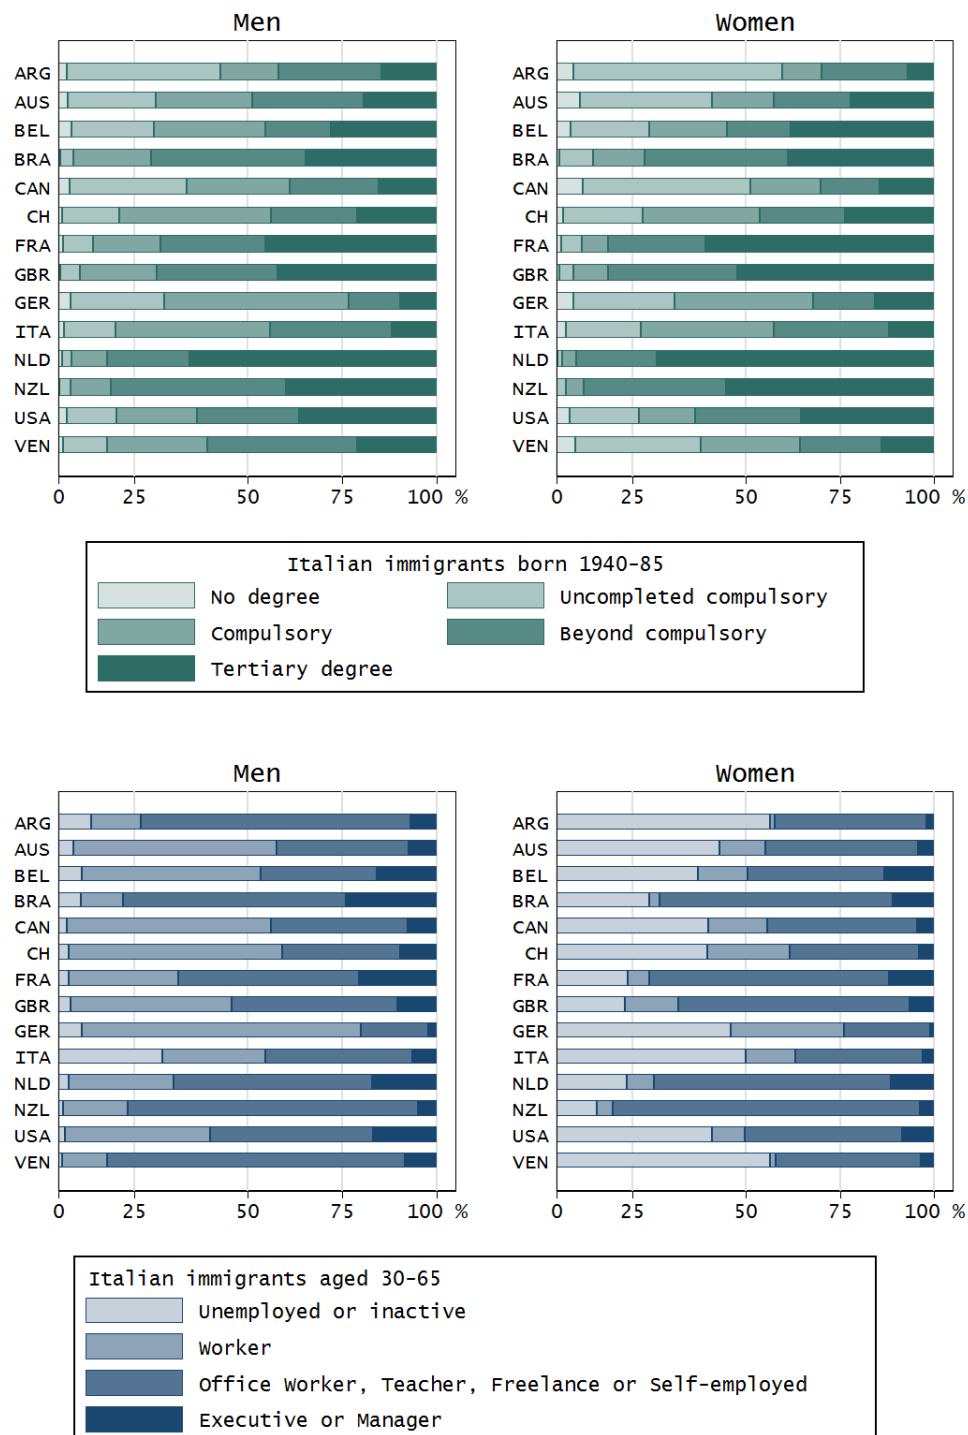 Men Women
ARG ARG
AUS AUS
BEL BEL
BRA BRA
CAN CAN
CH CH
FRA FRA
GBR GBR
GER GER
ITA ITA
NLD NLD
NZL NZL
USA USA
VEN VEN
0 25 50 75 100 % 0 25 50 75 100 %
Italian immigrants born 1940-85
No degree Uncompleted compulsory
Compulsory Beyond compulsory
Tertiary degree
Men Women
ARG ARG
AUS AUS
BEL BEL
BRA BRA
CAN CAN
CH CH
FRA FRA
GBR GBR
GER GER
ITA ITA
NLD NLD
NZL NZL
USA USA
VEN VEN
0 25 50 75 100 % 0 25 50 75 100 %
Italian immigrants aged 30-65
Unemployed or inactive
Worker
Office Worker, Teacher, Freelance or Self-employed
Executive or Manager